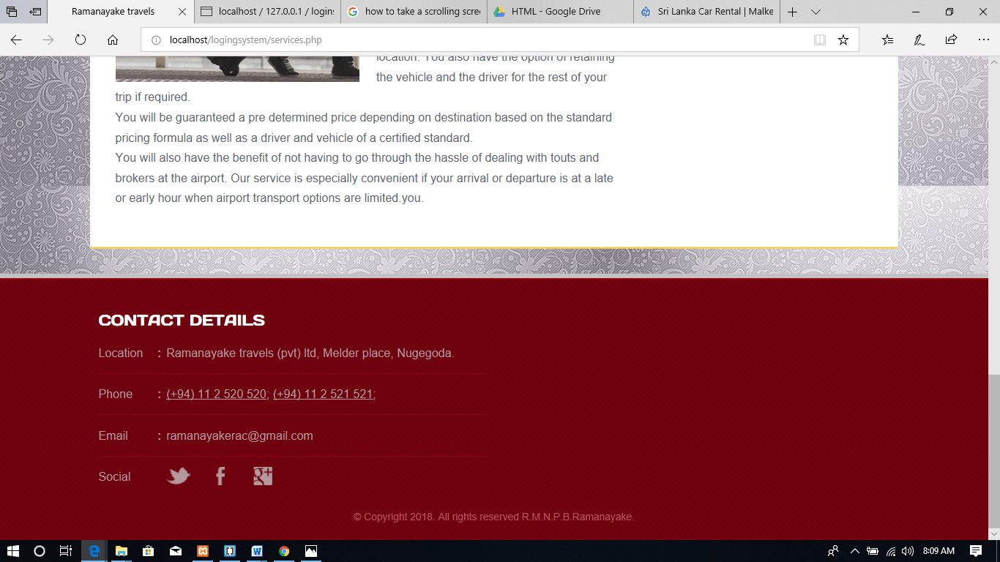 Ramanayake travels
localhost / 127.0.0.1 / logins
how to take a scrolling scree
HTML - Google Drive
Sri Lanka Car Rental | Malke
localhost/logingsystem/services.php
location. You also have the option of retaining
the vehicle and the driver for the rest of your
trip if required.
You will be guaranteed a pre determined price depending on destination based on the standard
pricing formula as well as a driver and vehicle of a certified standard.
You will also have the benefit of not having to go through the hassle of dealing with touts and
brokers at the airport. Our service is especially convenient if your arrival or departure is at a late
or early hour when airport transport options are limited.you.
CONTACT DETAILS
Location : Ramanayake travels (pvt) ltd, Melder place, Nugegoda.
Phone : (+94) 11 2 520 520; (+94) 11 2 521 521;
Email : ramanayakerac@gmail.com
Social
© Copyright 2018. All rights reserved R.M.N.P.B.Ramanayake.
8:09 AM